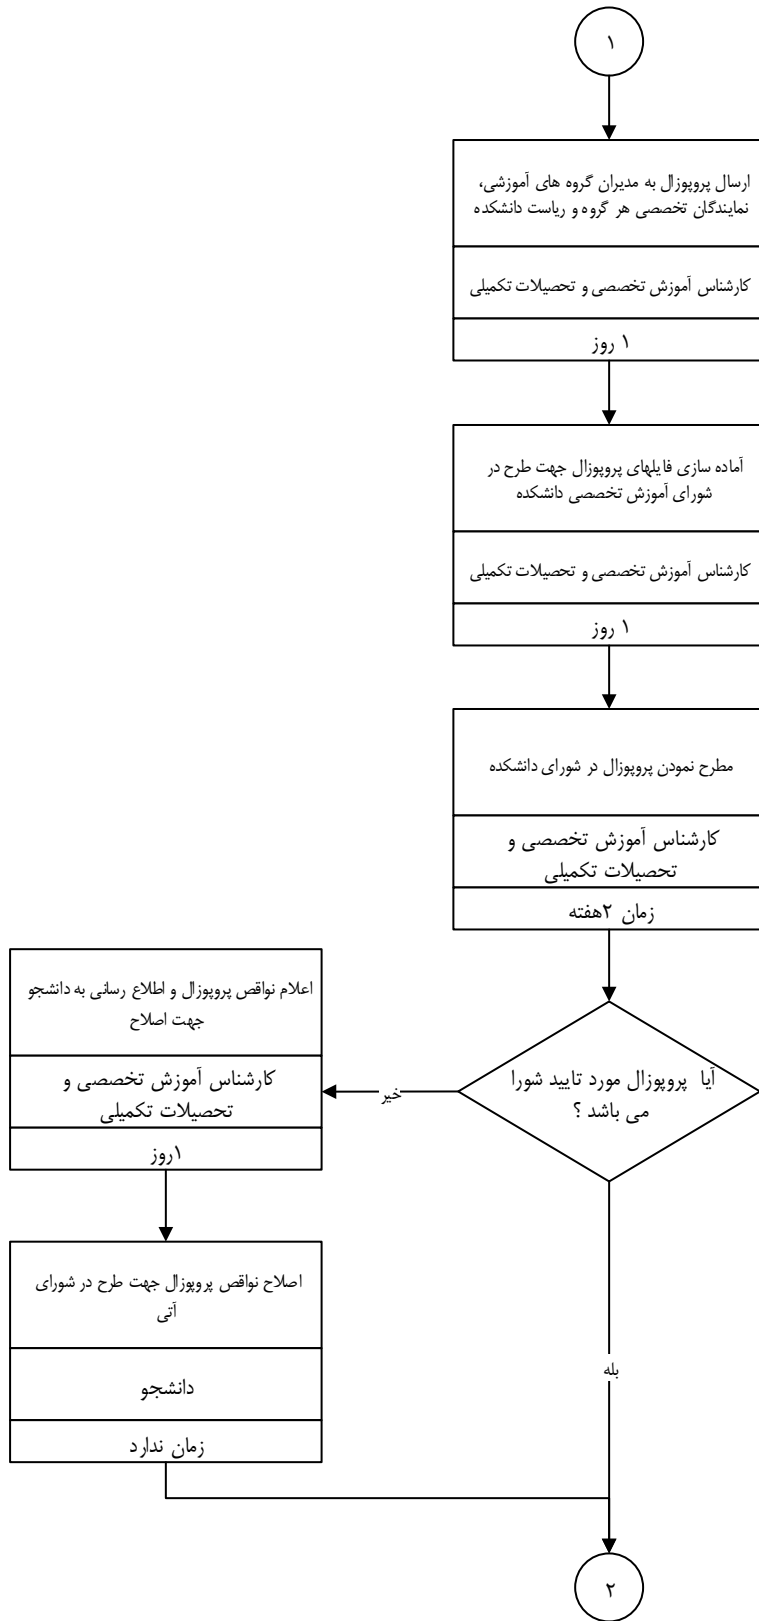 ۱
ارسال پروپوزال به مدیران گروه های آموزشی،
نمایندگان تخصصی هر گروه و ریاست دانشکده
کارشناس آموزش تخصصی و تحصیلات تکمیلی
۱ روز
آماده سازی فایلهای پروپوزال جهت طرح در
شورای آموزش تخصصی دانشکده
کارشناس آموزش تخصصی و تحصیلات تکمیلی
۱ روز
مطرح نمودن پروپوزال در شورای دانشکده
کارشناس آموزش تخصصی و
تحصیلات تکمیلی
زمان ۲هفته
آیا پروپوزال مورد تایید شورا
می باشد ؟
خیر
اعلام نواقص پروپوزال و اطلاع رسانی به دانشجو
جهت اصلاح
کارشناس آموزش تخصصی و
تحصیلات تکمیلی
۱روز
اصلاح نواقص پروپوزال جهت طرح در شورای
آتی
دانشجو
زمان ندارد
بله
۲